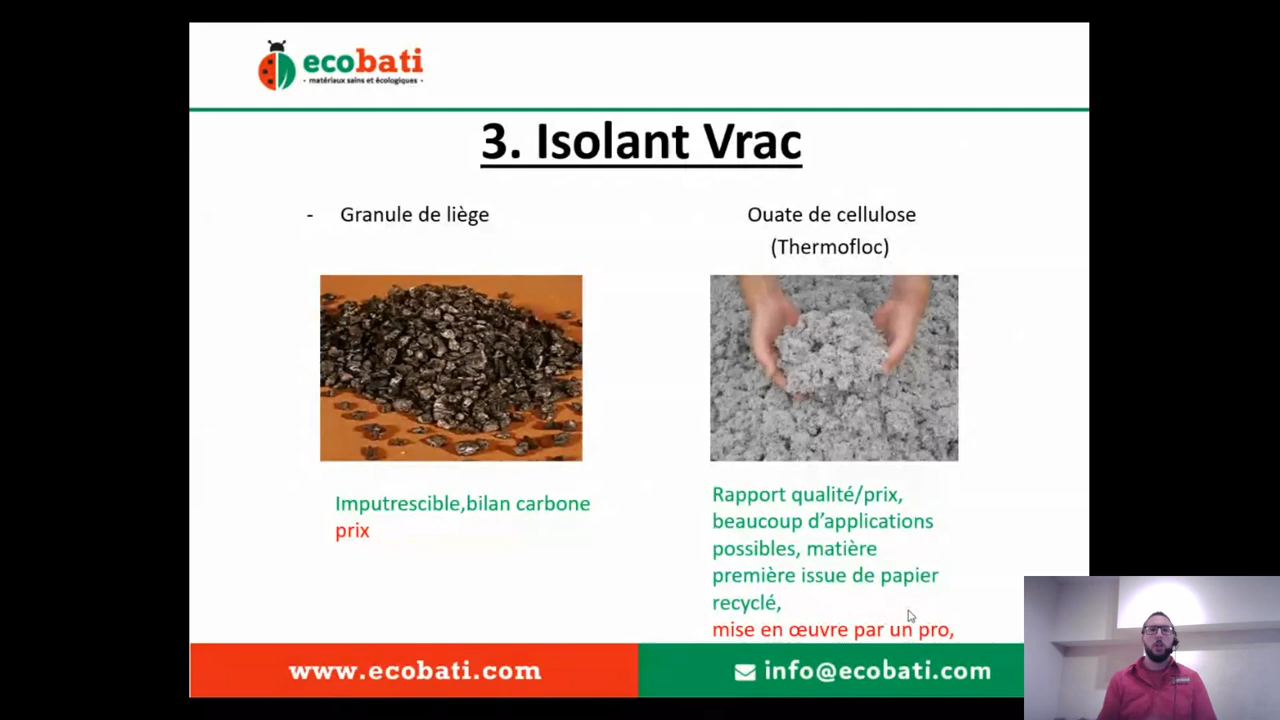 ecobati
• matériaux sains et écologiques •
3. Isolant Vrac
- Granule de liège
Ouate de cellulose
(Thermofloc)
Imputrescible,bilan carbone
prix
Rapport qualité/prix,
beaucoup d’applications
possibles, matière
première issue de papier
recyclé,
mise en œuvre par un pro,
www.ecobati.com
info@ecobati.com